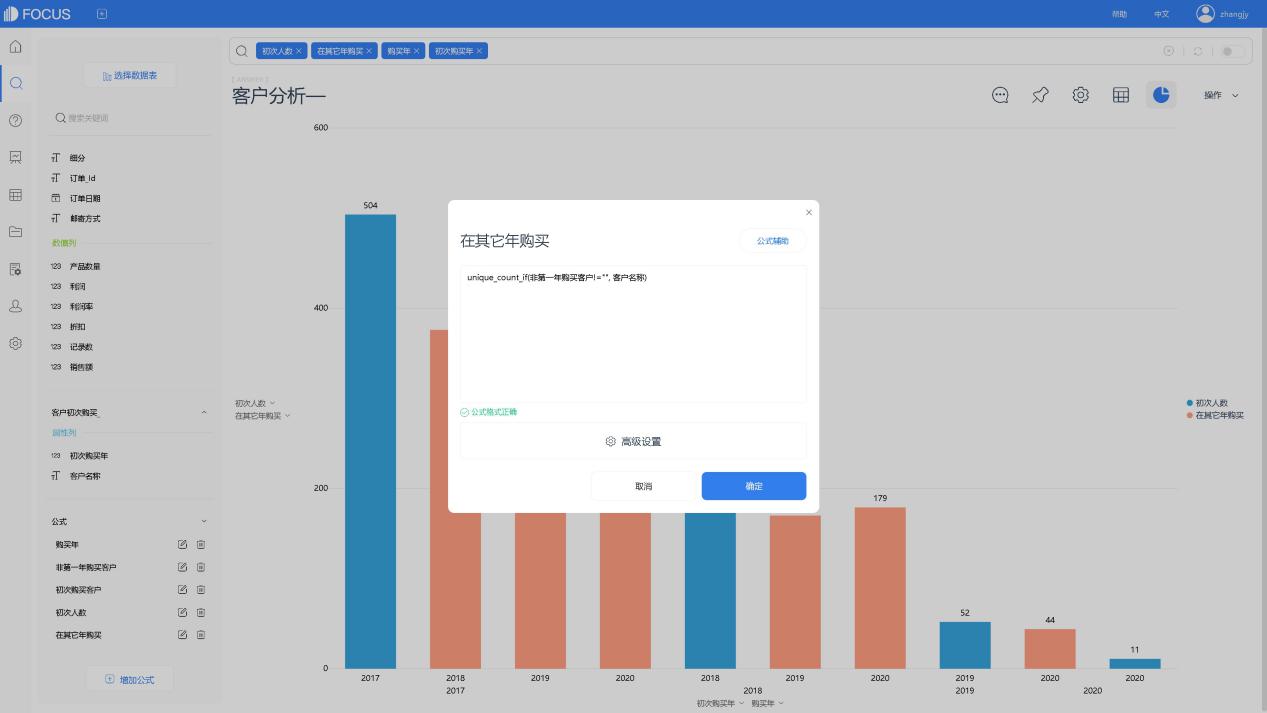 FOCUS
帮助
中文
zhangjy
选择数据表
搜索关键词
细分
订单_Id
订单日期
邮寄方式
数值列
123 产品数量
123 利润
123 利润率
123 折扣
123 记录数
123 销售额
客户初次购买_
属性列
123 初次购买年
客户名称
公式
购买年
非第一年购买客户
初次购买客户
初次人数
在其它年购买
增加公式
初次人数 × 在其它年购买 × 购买年 × 初次购买年 ×
[ ANSWER ]
客户分析一
操作
600
400
200
0
504
179
52
44
11
初次人数
在其它年购买
初次人数
在其它年购买
2017 2018 2019 2020 2018 2019 2020 2019 2020 2020
2017 2018 2019 2020
初次购买年 购买年
在其它年购买
公式辅助
unique_count_if(非第一年购买客户!="", 客户名称)
公式格式正确
高级设置
取消
确定